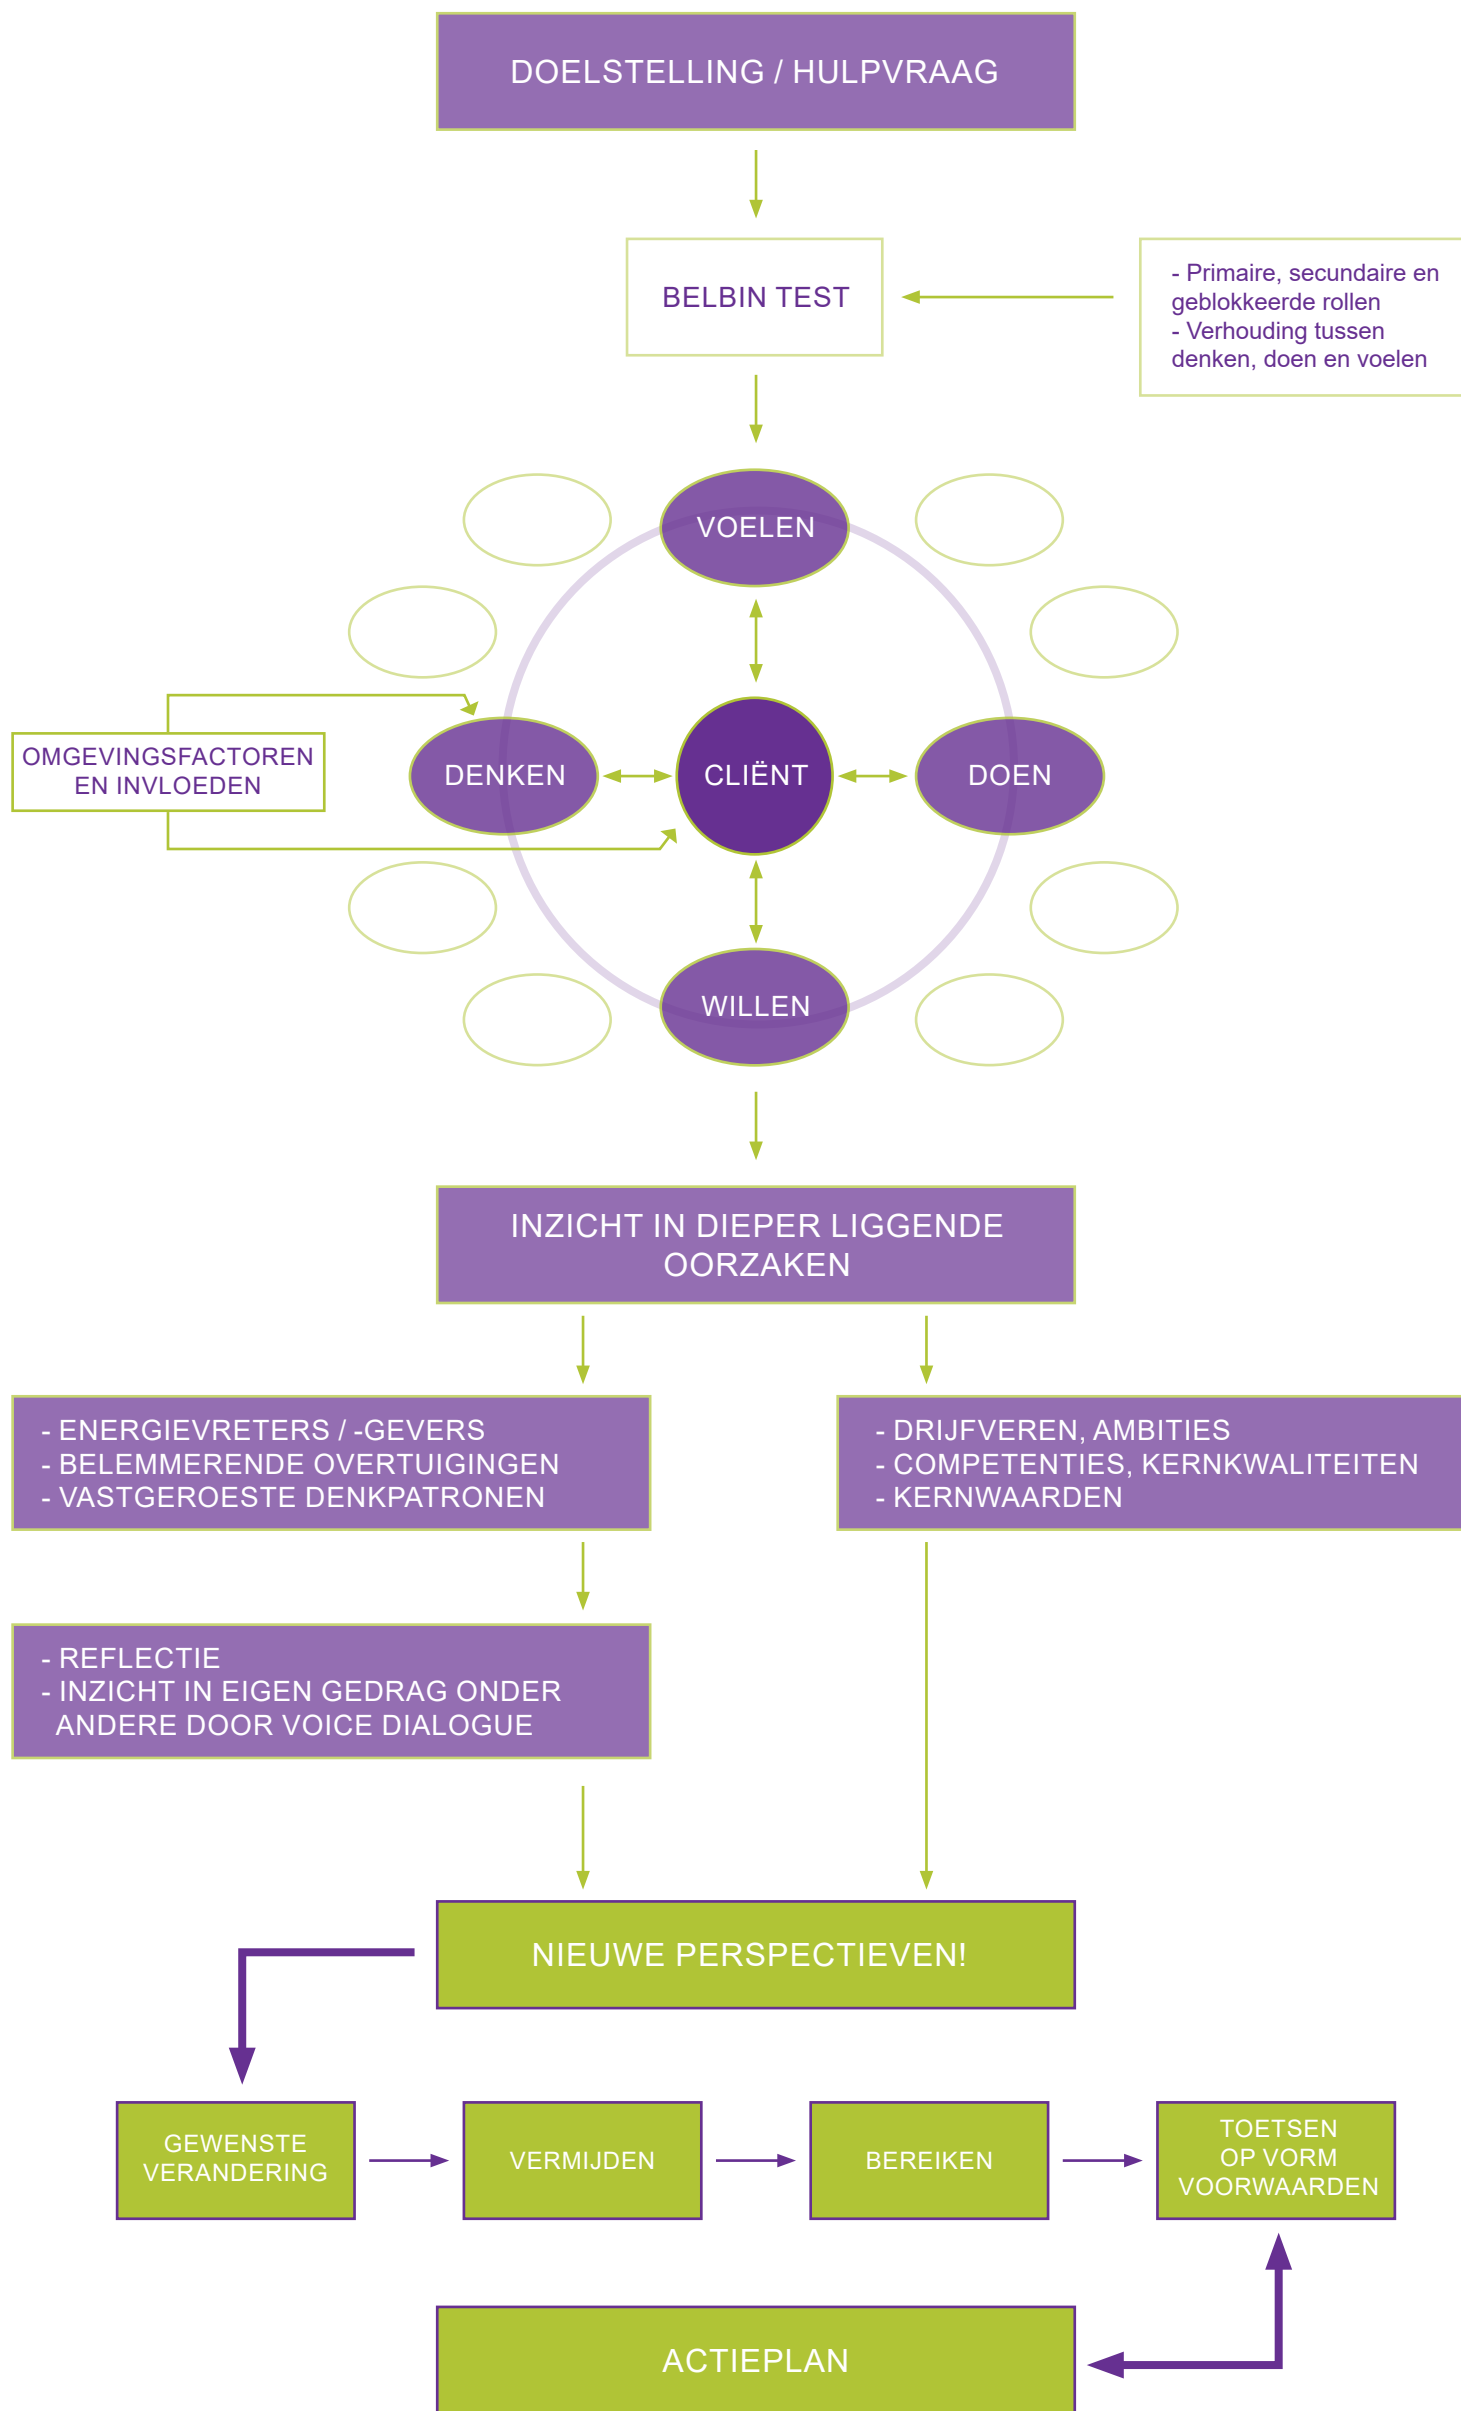 DOELSTELLING / HULPVRAAG
BELBIN TEST
- Primaire, secundaire en
geblokkeerde rollen
- Verhouding tussen
denken, doen en voelen
VOELEN
OMGEVINGSFACTOREN
EN INVLOEDEN
DENKEN
CLIËNT
DOEN
WILLEN
INZICHT IN DIEPER LIGGENDE
OORZAKEN
- ENERGIEVRETERS / -GEVERS
- BELEMMERENDE OVERTUIGINGEN
- VASTGEROESTE DENKPATRONEN
- DRIJFVEREN, AMBITIES
- COMPETENTIES, KERNKWALITEITEN
- KERNWAARDEN
- REFLECTIE
- INZICHT IN EIGEN GEDRAG ONDER
ANDERE DOOR VOICE DIALOGUE
NIEUWE PERSPECTIEVEN!
GEWENSTE
VERANDERING
VERMIJDEN
BEREIKEN
TOETSEN
OP VORM
VOORWAARDEN
ACTIEPLAN